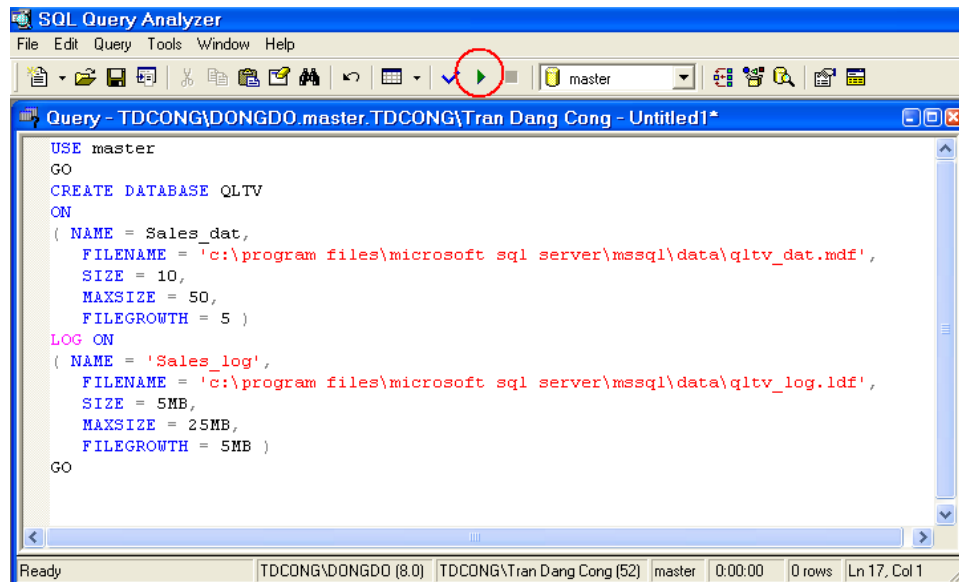 SQL Query Analyzer
File Edit Query Tools Window Help
master
Query - TDCONG\DONGDO.master.TDCONG\Tran Dang Cong - Untitled1*
USE master
GO
CREATE DATABASE QLTV
ON
( NAME = Sales_dat,
FILENAME = 'c:\program files\microsoft sql server\mssql\data\qltv_dat.mdf',
SIZE = 10,
MAXSIZE = 50,
FILEGROWTH = 5 )
LOG ON
( NAME = 'Sales_log',
FILENAME = 'c:\program files\microsoft sql server\mssql\data\qltv_log.ldf',
SIZE = 5MB,
MAXSIZE = 25MB,
FILEGROWTH = 5MB )
GO
Ready TDCONG\DONGDO (8.0) TDCONG\Tran Dang Cong (52) master 0:00:00 0 rows Ln 17, Col 1